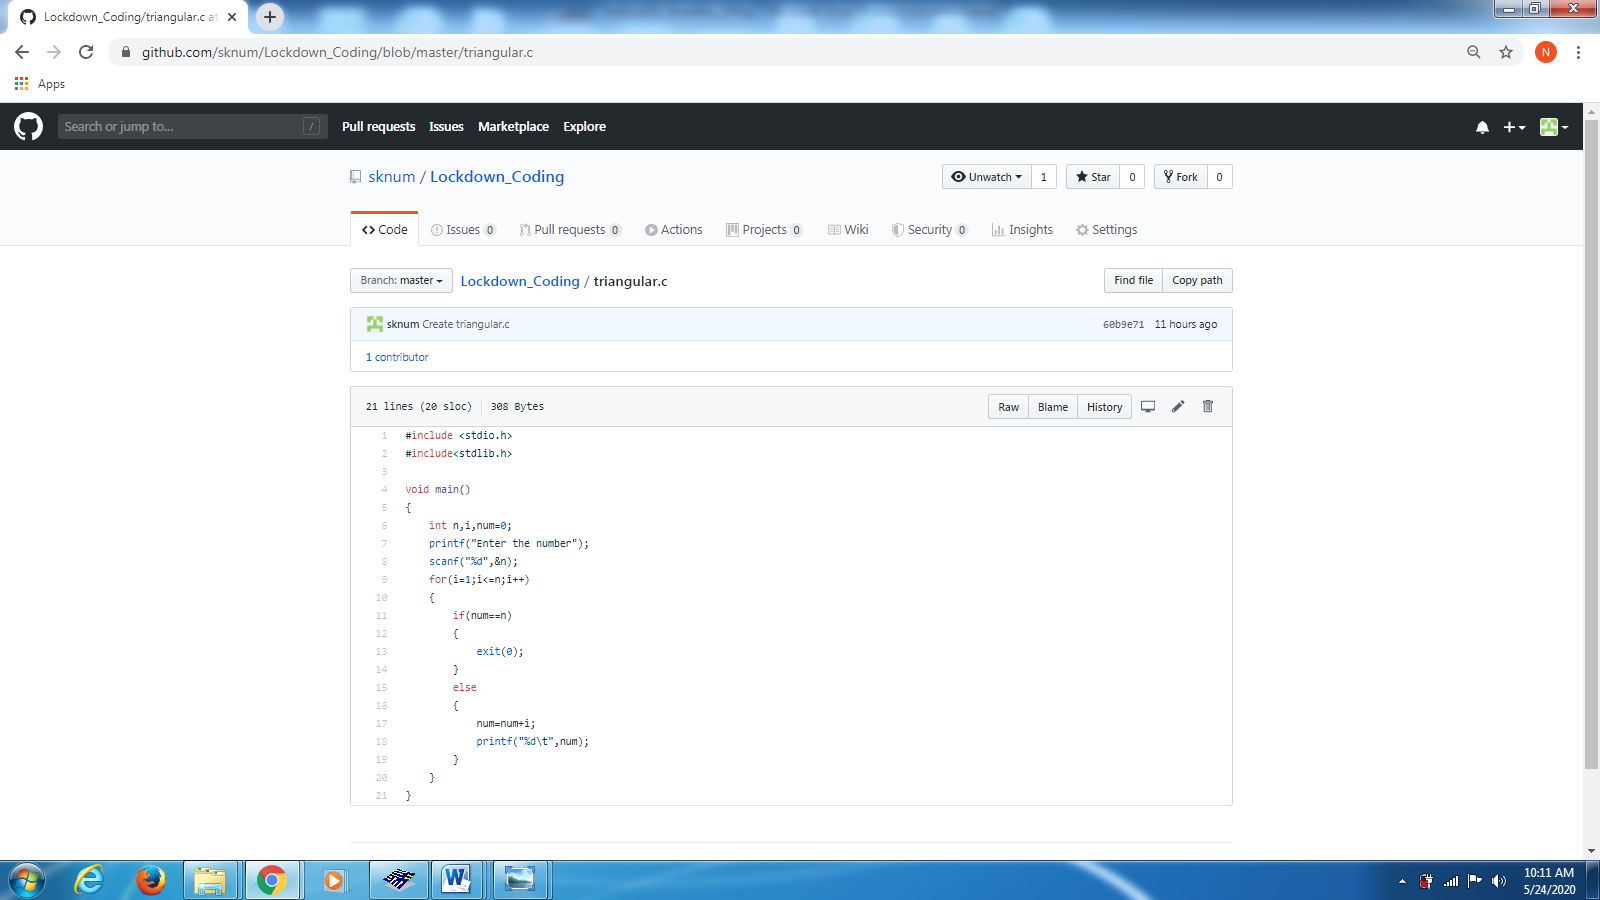 Lockdown_Coding/triangular.c at
github.com/sknum/Lockdown_Coding/blob/master/triangular.c
N
Apps
Search or jump to... /
Pull requests Issues Marketplace Explore
sknum / Lockdown_Coding
Unwatch 1 Star 0 Fork 0
Code Issues 0 Pull requests 0 Actions Projects 0 Wiki Security 0 Insights Settings
Branch: master Lockdown_Coding / triangular.c Find file Copy path
sknum Create triangular.c 60b9e71 11 hours ago
1 contributor
21 lines (20 sloc) 308 Bytes Raw Blame History
1 #include <stdio.h>
2 #include<stdlib.h>
3
4 void main()
5 {
6 int n,i,num=0;
7 printf("Enter the number");
8 scanf("%d",&n);
9 for(i=1;i<=n;i++)
10 {
11 if(num==n)
12 {
13 exit(0);
14 }
15 else
16 {
17 num=num+i;
18 printf("%d\t",num);
19 }
20 }
21 }
10:11 AM
5/24/2020